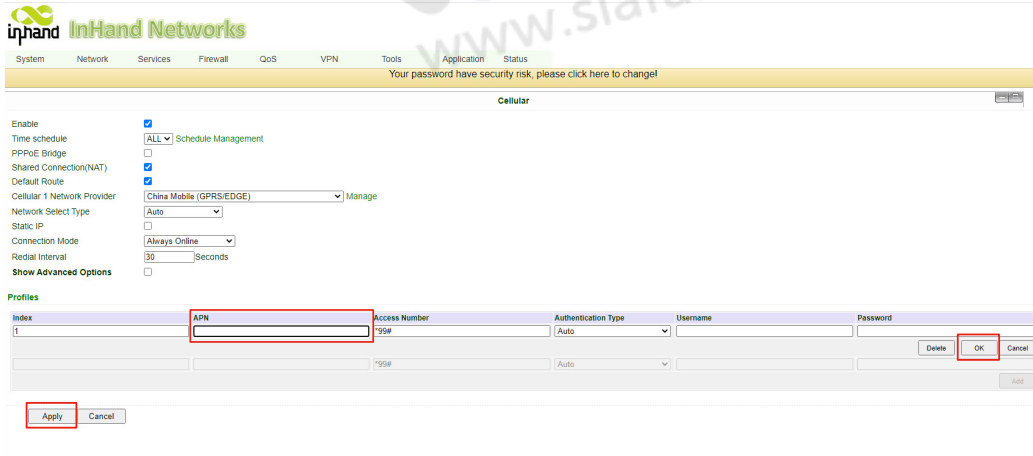 inhand InHand Networks
System Network Services Firewall QoS VPN Tools Application Status
Your password have security risk, please click here to change!
Cellular
Enable
Time schedule ALL Schedule Management
PPPoE Bridge
Shared Connection(NAT)
Default Route
Cellular 1 Network Provider China Mobile (GPRS/EDGE) Manage
Network Select Type Auto
Static IP
Connection Mode Always Online
Redial Interval 30 Seconds
Show Advanced Options
Profiles
Index APN Access Number Authentication Type Username Password
1 *99# Auto
Delete OK Cancel
*99# Auto
Add
Apply Cancel